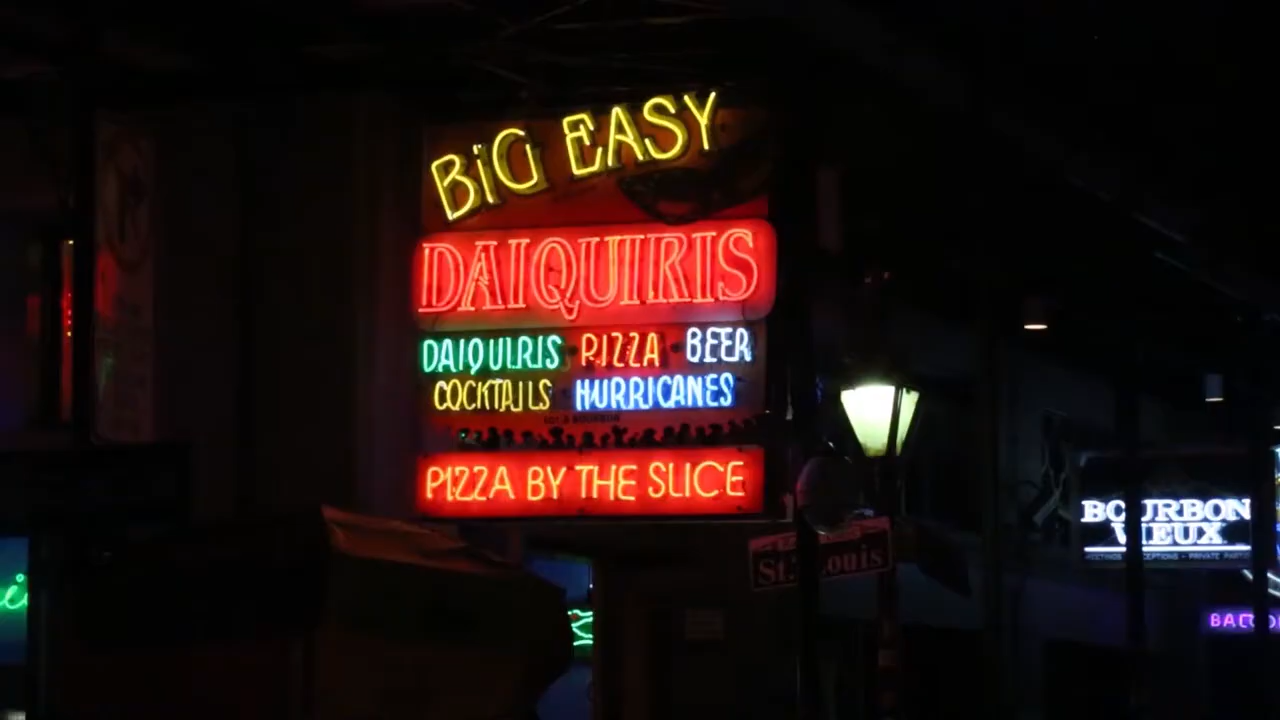 BiG EASY
DAIQUIRIS
DAIQUIRIS PIZZA BEER
COCKTAILS HURRICANES
PIZZA BY THE SLICE
St. Louis
BOURBON
VIEUX